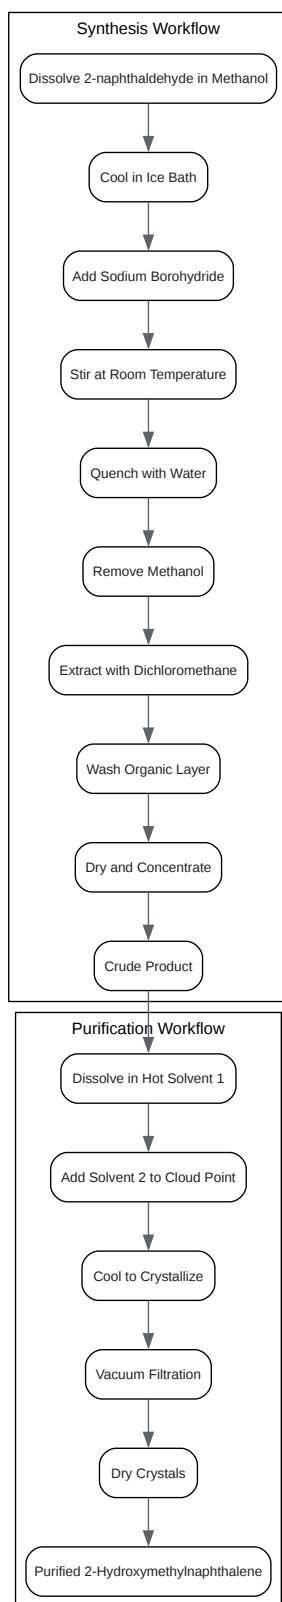 Synthesis Workflow
Dissolve 2-naphthaldehyde in Methanol
Cool in Ice Bath
Add Sodium Borohydride
Stir at Room Temperature
Quench with Water
Remove Methanol
Extract with Dichloromethane
Wash Organic Layer
Dry and Concentrate
Crude Product
Purification Workflow
Dissolve in Hot Solvent 1
Add Solvent 2 to Cloud Point
Cool to Crystallize
Vacuum Filtration
Dry Crystals
Purified 2-Hydroxymethylnaphthalene